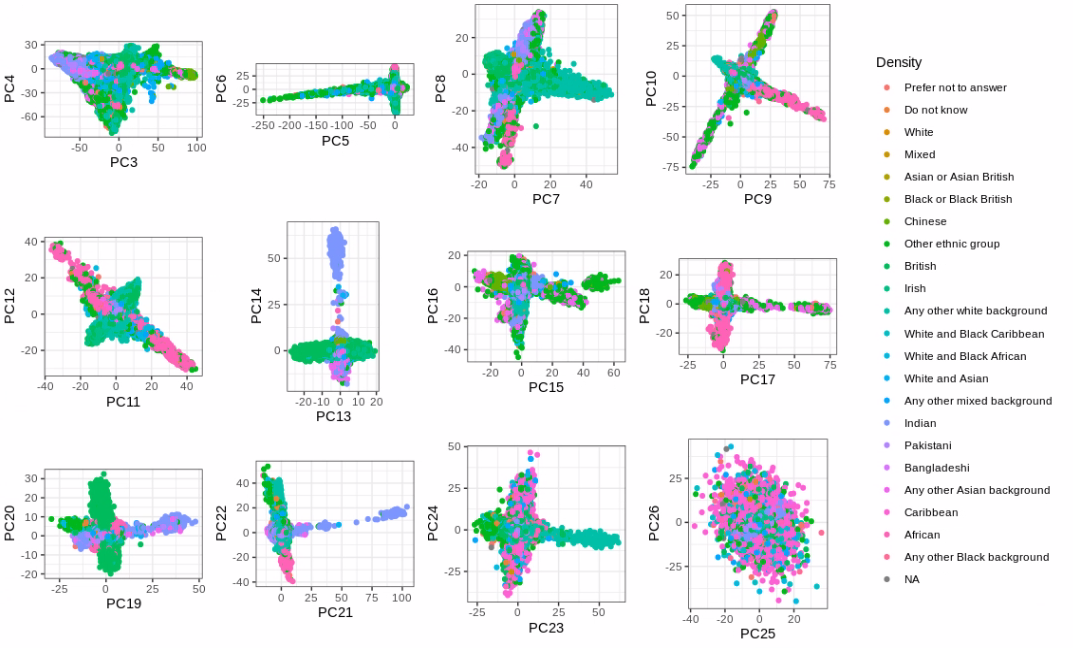 PC4
30
0
-30
-60
-50
0
50
100
PC3
PC6
25
0
-25
-250 -200 -150 -100 -50 0
PC5
PC8
20
0
-20
-40
-20
0
20
40
PC7
PC10
50
25
0
-25
-50
-75
-25
0
25
50
75
PC9
PC12
40
20
0
-20
-40
-20
0
20
40
PC11
PC14
50
25
0
-20 -10 0 10 20
PC13
PC16
20
0
-20
-40
-20
0
20
40
60
PC15
PC18
20
0
-20
-25
0
25
50
75
PC17
PC20
30
20
10
0
-10
-20
-25
0
25
50
PC19
PC22
40
20
0
-20
-40
0
25
50
75
100
PC21
PC24
50
25
0
-25
-25
0
25
50
PC23
PC26
25
0
-25
-40
-20
0
20
PC25
Density
Prefer not to answer
Do not know
White
Mixed
Asian or Asian British
Black or Black British
Chinese
Other ethnic group
British
Irish
Any other white background
White and Black Caribbean
White and Black African
White and Asian
Any other mixed background
Indian
Pakistani
Bangladeshi
Any other Asian background
Caribbean
African
Any other Black background
NA